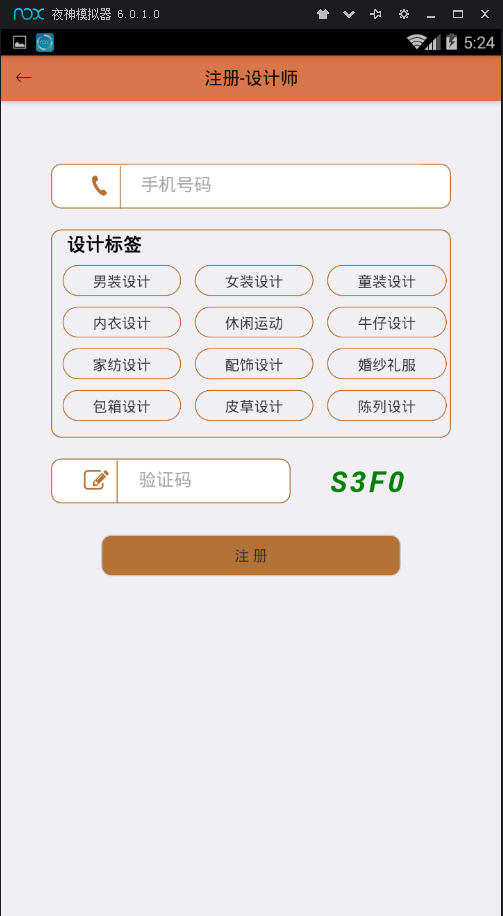 nox 夜神模拟器 6.0.1.0
5:24
注册-设计师
手机号码
设计标签
男装设计 女装设计 童装设计
内衣设计 休闲运动 牛仔设计
家纺设计 配饰设计 婚纱礼服
包箱设计 皮草设计 陈列设计
验证码 S3F0
注 册